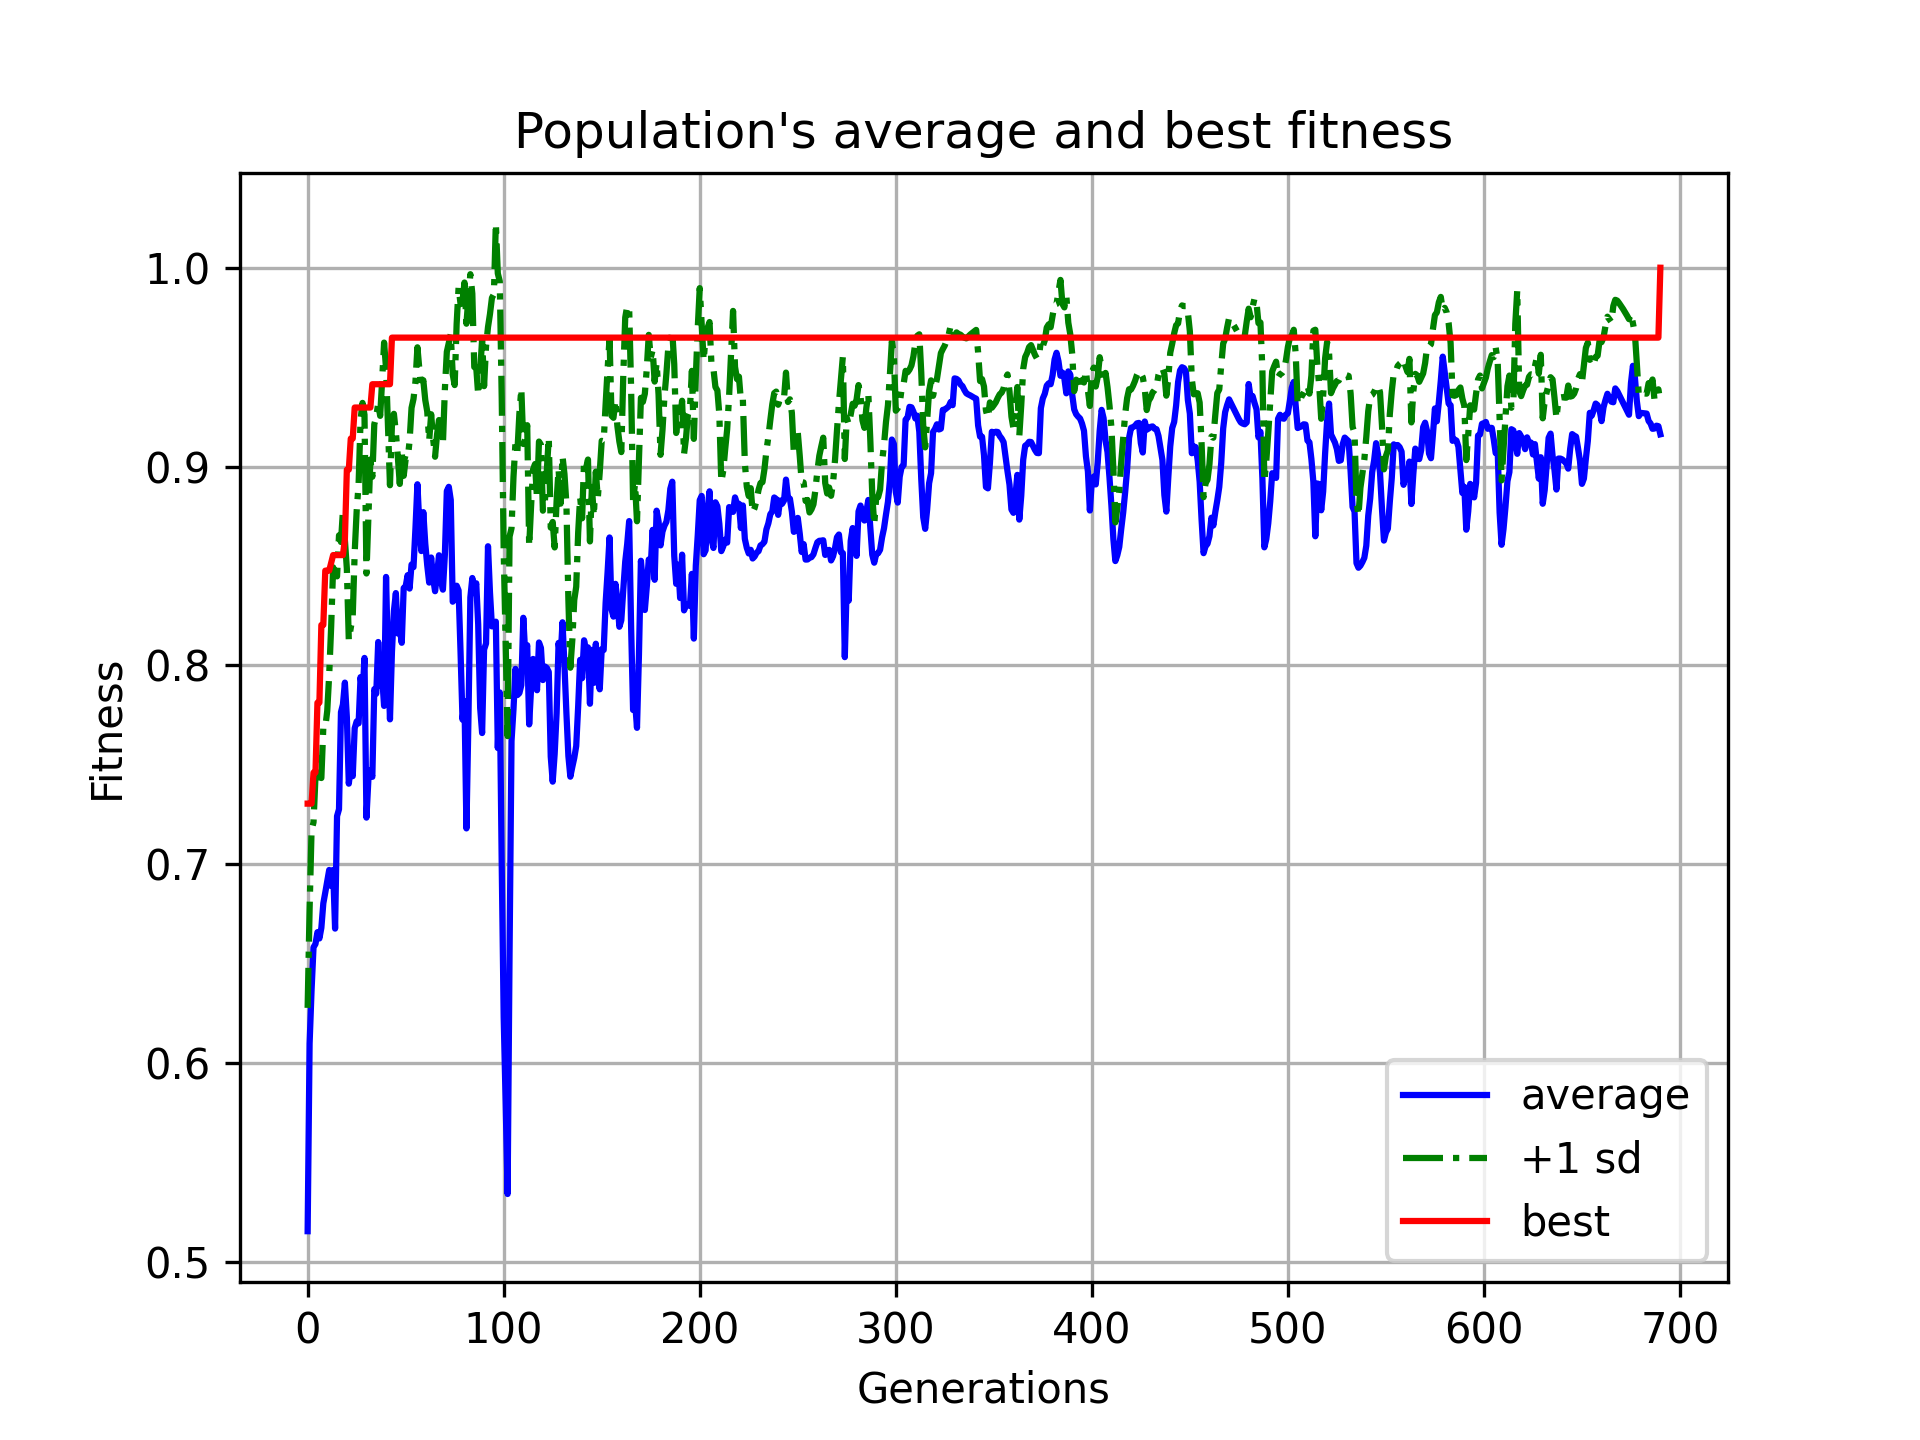 Population's average and best fitness
Fitness
1.0
0.9
0.8
0.7
0.6
0.5
0 100 200 300 400 500 600 700
Generations
average
+1 sd
best